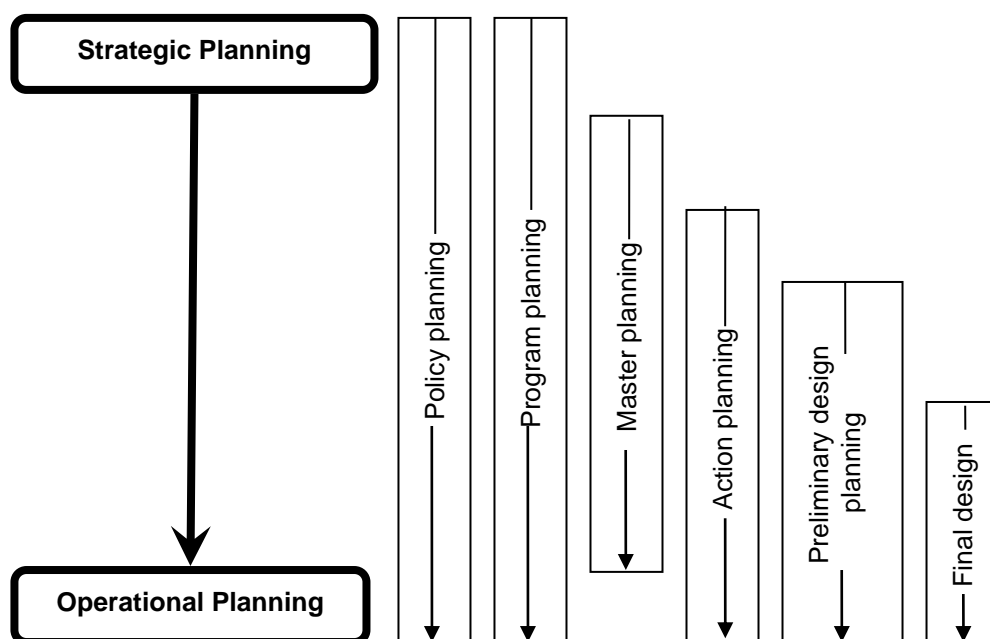 Strategic Planning
Policy planning
Program planning
Master planning
Action planning
Preliminary design
planning
Final design
Operational Planning